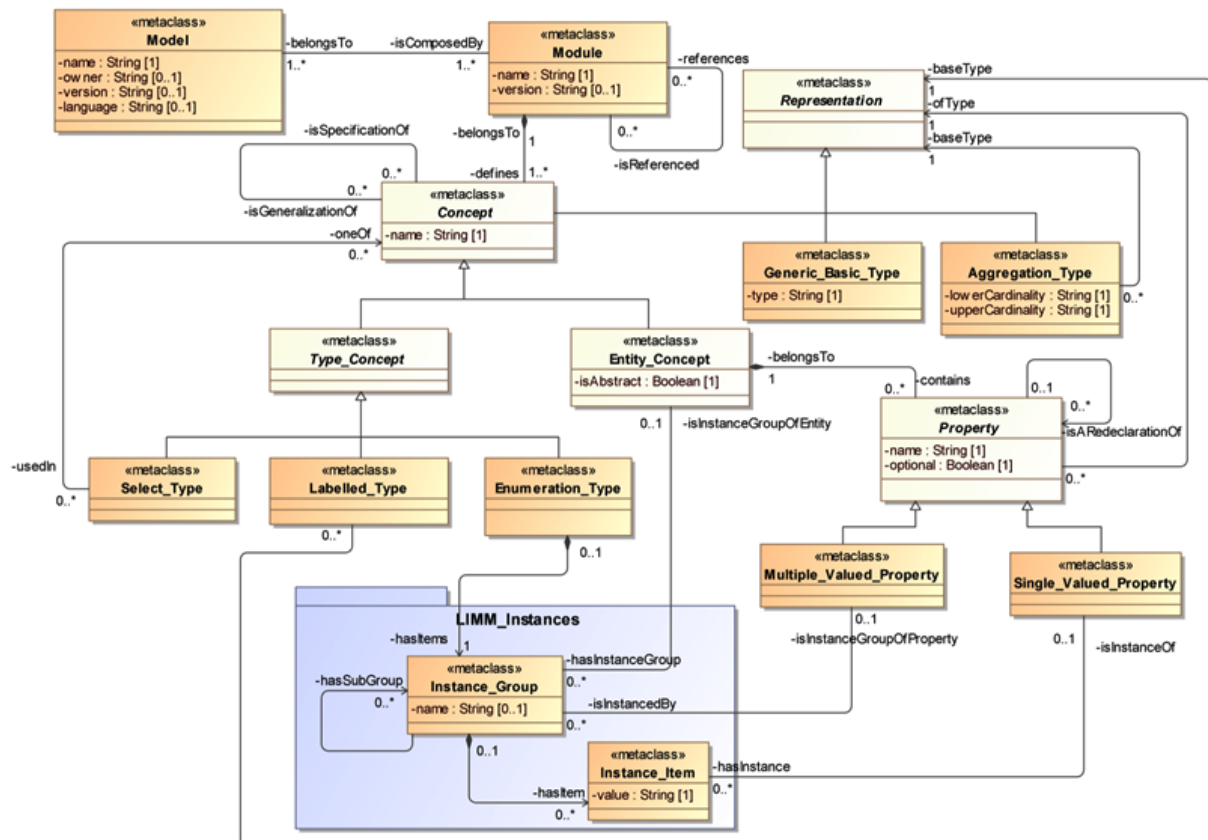 «metaclass»
Model
-name : String [1]
-owner : String [0..1]
-version : String [0..1]
-language : String [0..1]
-belongsTo
1..*
-isComposedBy
1..*
«metaclass»
Module
-name : String [1]
-version : String [0..1]
-references
0..*
0..*
-isReferenced
-belongsTo
1
-defines
1..*
«metaclass»
Representation
-baseType
1
-ofType
1
-baseType
1
-isSpecificationOf
0..*
0..*
-isGeneralizationOf
«metaclass»
Concept
-name : String [1]
-oneOf
0..*
«metaclass»
Generic_Basic_Type
-type : String [1]
«metaclass»
Aggregation_Type
-lowerCardinality : String [1]
-upperCardinality : String [1]
0..*
«metaclass»
Type_Concept
«metaclass»
Entity_Concept
-isAbstract : Boolean [1]
-belongsTo
1
0..*
-contains
0..1
0..*
-isARedeclarationOf
«metaclass»
Property
-name : String [1]
-optional : Boolean [1]
0..*
0..1
-isInstanceGroupOfEntity
-usedIn
0..*
«metaclass»
Select_Type
«metaclass»
Labelled_Type
0..*
«metaclass»
Enumeration_Type
0..1
«metaclass»
Multiple_Valued_Property
0..1
-isInstanceGroupOfProperty
«metaclass»
Single_Valued_Property
0..1
-isInstanceOf
LIMM_Instances
-hasItems
1
«metaclass»
Instance_Group
-name : String [0..1]
-hasSubGroup
0..*
-hasInstanceGroup
0..*
-isInstancedBy
0..*
0..1
-hasItem
0..*
«metaclass»
Instance_Item
-value : String [1]
-hasInstance
0..*